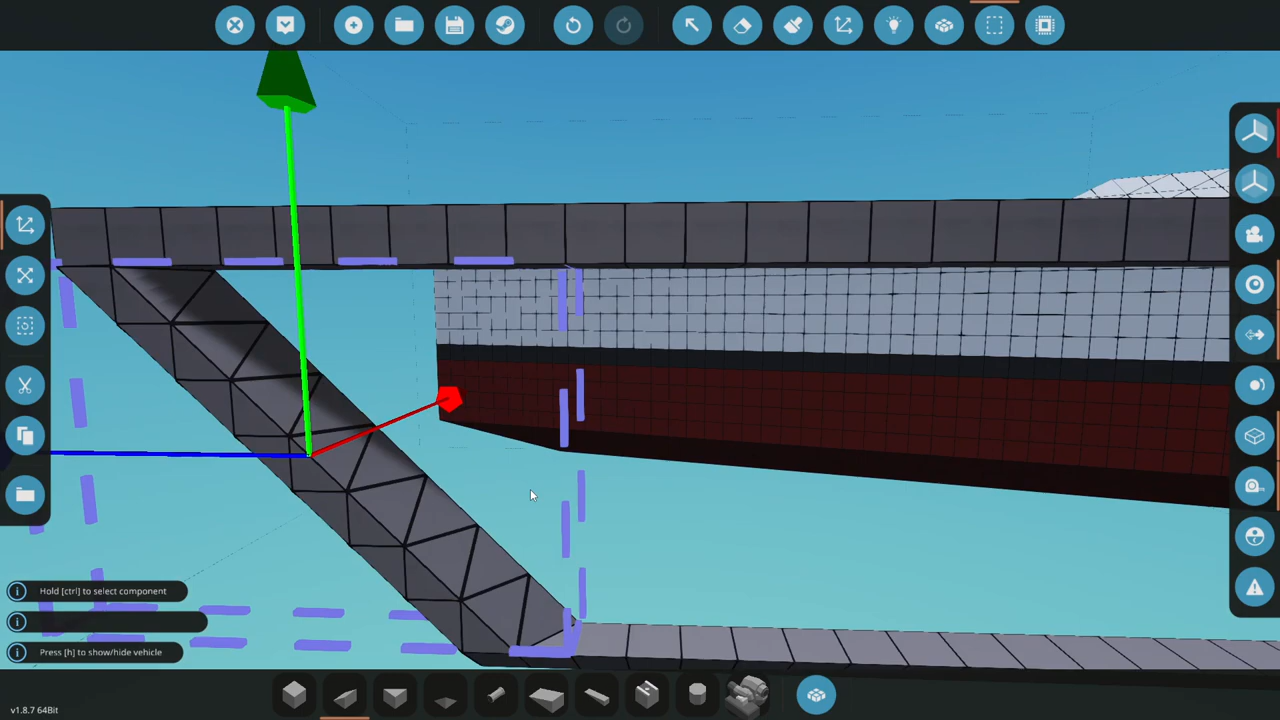 Hold [ctrl] to select component
Press [h] to show/hide vehicle
v1.8.7 64Bit